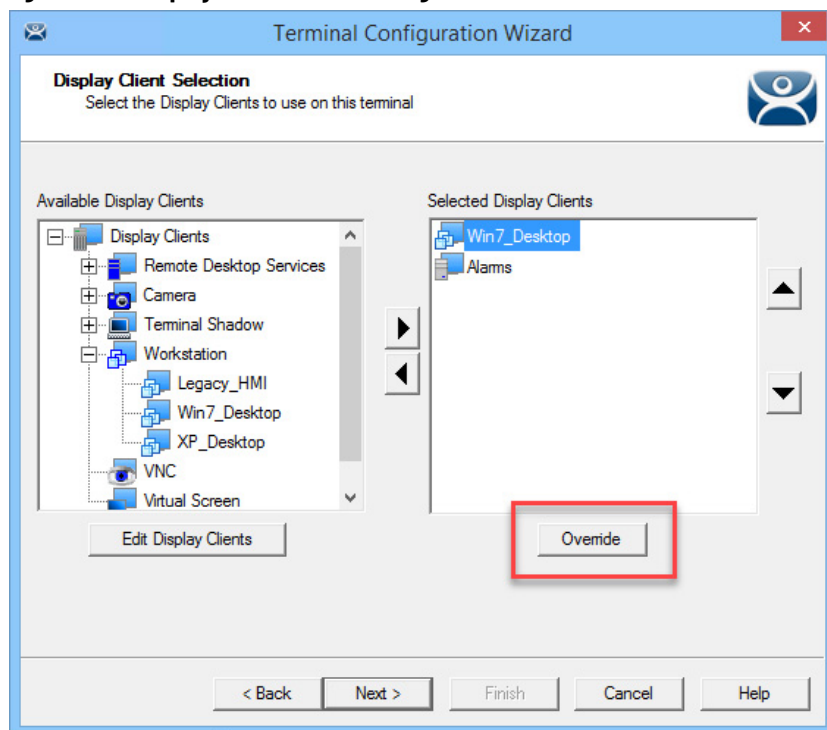 Terminal Configuration Wizard
Display Client Selection
Select the Display Clients to use on this terminal
Available Display Clients
Selected Display Clients
Display Clients
Remote Desktop Services
Camera
Terminal Shadow
Workstation
Legacy_HMI
Win7_Desktop
XP_Desktop
VNC
Virtual Screen
Win7_Desktop
Alarms
Edit Display Clients
Override
< Back
Next >
Finish
Cancel
Help